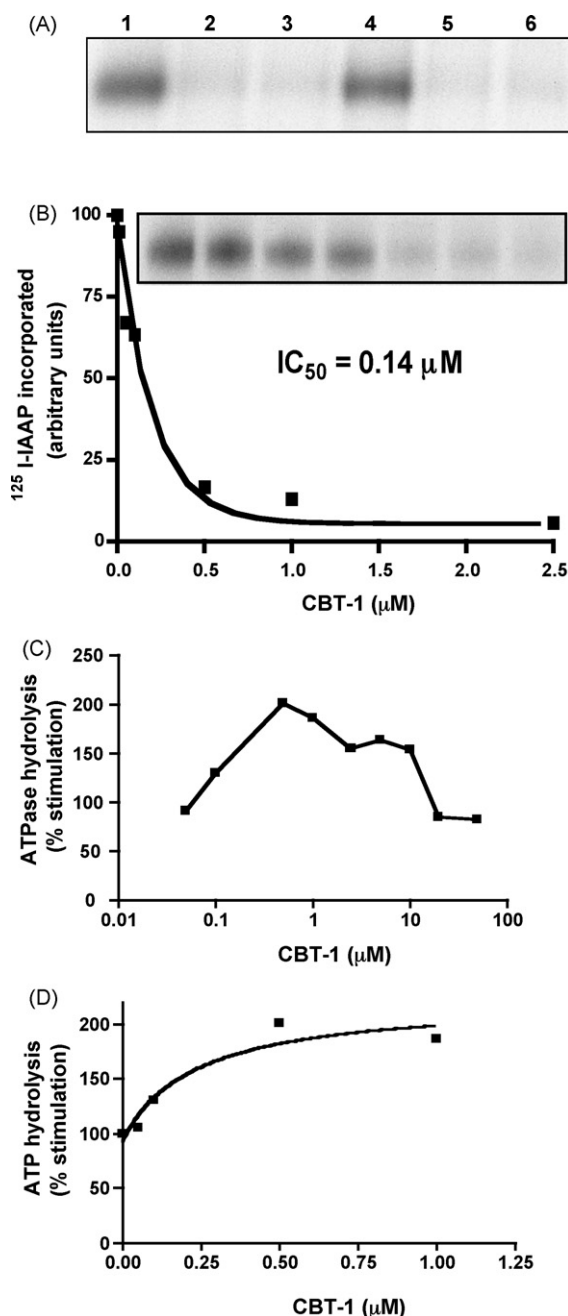 (A)
1 2 3 4 5 6
(B)
¹²⁵I-IAAP incorporated
(arbitrary units)
100
75
50
25
0
IC₅₀ = 0.14 μM
0.0 0.5 1.0 1.5 2.0 2.5
CBT-1 (μM)
(C)
ATPase hydrolysis
(% stimulation)
250
200
150
100
50
0
0.01 0.1 1 10 100
CBT-1 (μM)
(D)
ATP hydrolysis
(% stimulation)
200
150
100
50
0
0.00 0.25 0.50 0.75 1.00 1.25
CBT-1 (μM)